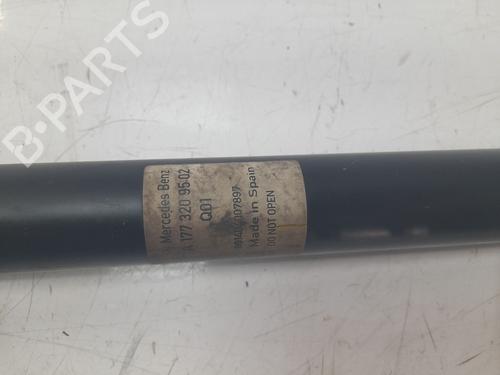 B-PARTS
Mercedes Benz
A 177 320 95 02
Q01
Made in Spain
DO NOT OPEN